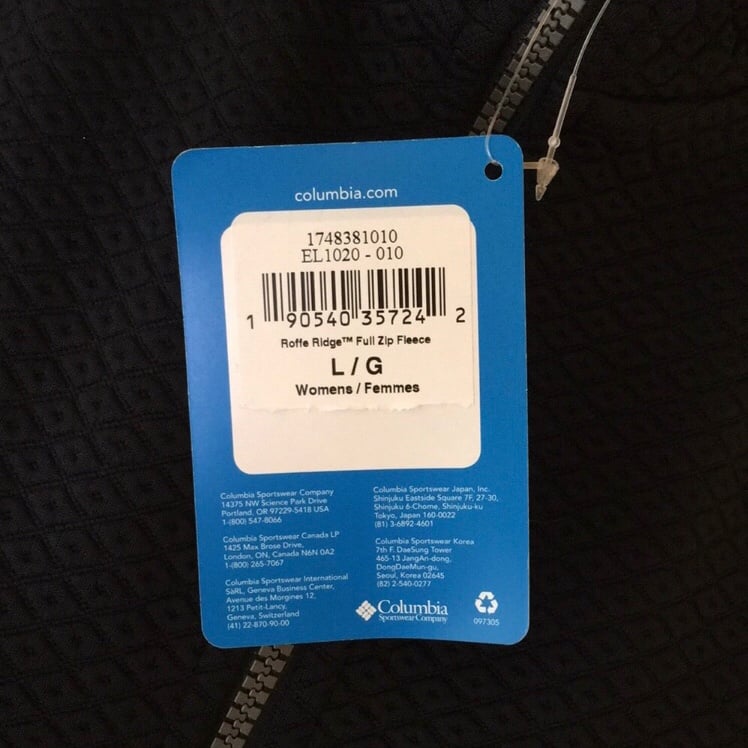 columbia.com
1748381010
EL1020 - 010
1 90540 35724 2
Roffe Ridge™ Full Zip Fleece
L / G
Womens / Femmes
Columbia Sportswear Company
14375 NW Science Park Drive
Portland, OR 97229-5418 USA
1-(800) 547-8066
Columbia Sportswear Canada LP
1425 Max Brose Drive,
London, ON, Canada N6N 0A2
1-(800) 265-7067
Columbia Sportswear International
SàRL, Geneva Business Center,
Avenue des Morgines 12,
1213 Petit-Lancy,
Geneva, Switzerland
(41) 22-870-90-00
Columbia Sportswear Japan, Inc.
Shinjuku Eastside Square 7F, 27-30,
Shinjuku 6-Chome, Shinjuku-ku
Tokyo, Japan 160-0022
(81) 3-6892-4601
Columbia Sportswear Korea
7th F. DaeSung Tower
465-13 JangAn-dong,
DongDaeMun-gu,
Seoul, Korea 02645
(82) 2-540-0277
Columbia
Sportswear Company
097305